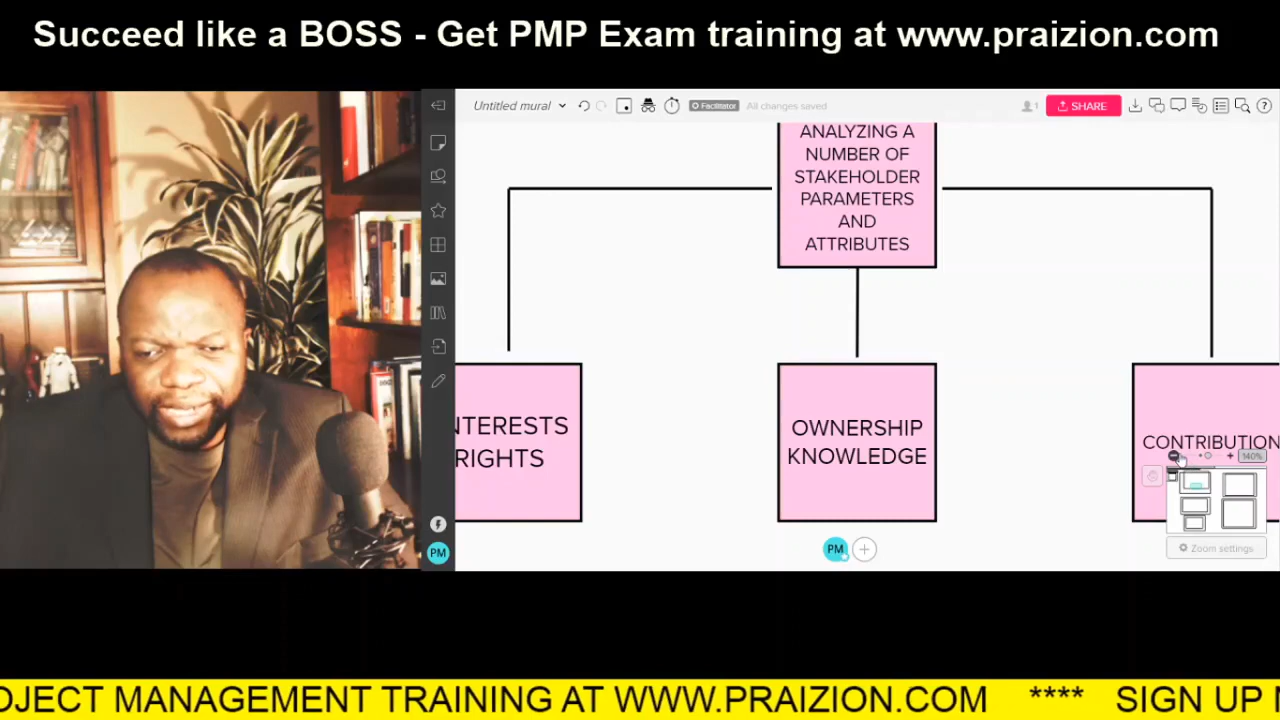 Succeed like a BOSS - Get PMP Exam training at www.praizion.com
Untitled mural
Facilitator
All changes saved
1
SHARE
ANALYZING A
NUMBER OF
STAKEHOLDER
PARAMETERS
AND
ATTRIBUTES
NTERESTS
RIGHTS
OWNERSHIP
KNOWLEDGE
CONTRIBUTION
140%
Zoom settings
PM
PM
OJECT MANAGEMENT TRAINING AT WWW.PRAIZION.COM **** SIGN UP